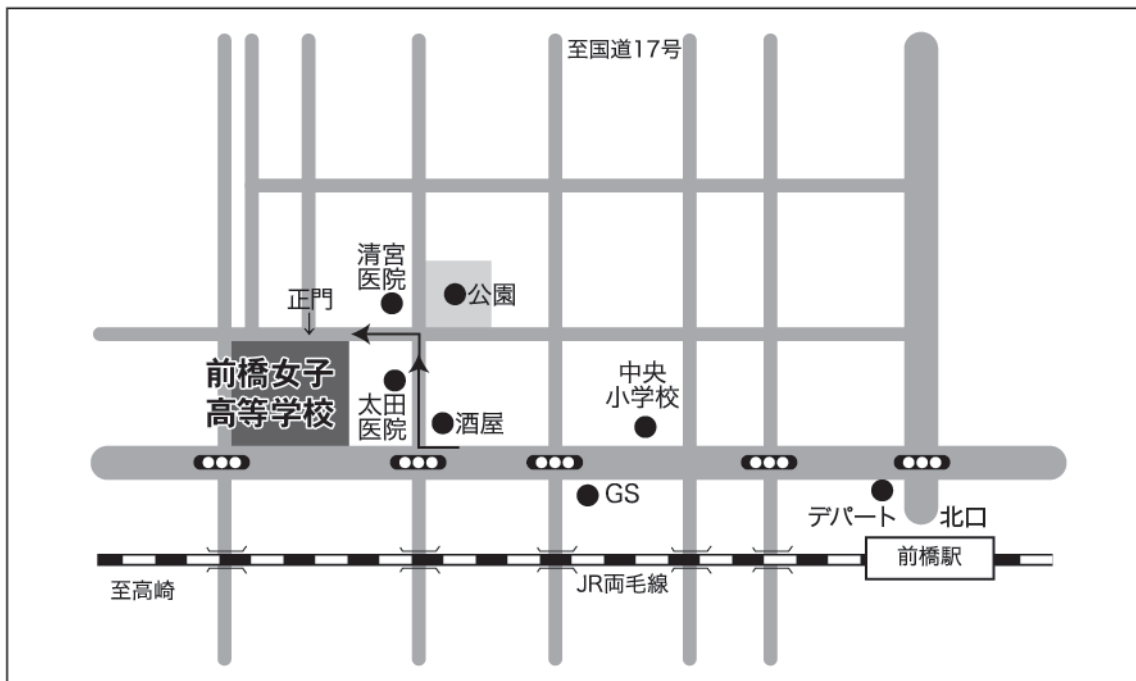 至国道17号
清宮
医院
公園
正門
↓
前橋女子
高等学校
太田
医院
酒屋
中央
小学校
GS
デパート
北口
前橋駅
至高崎
JR両毛線